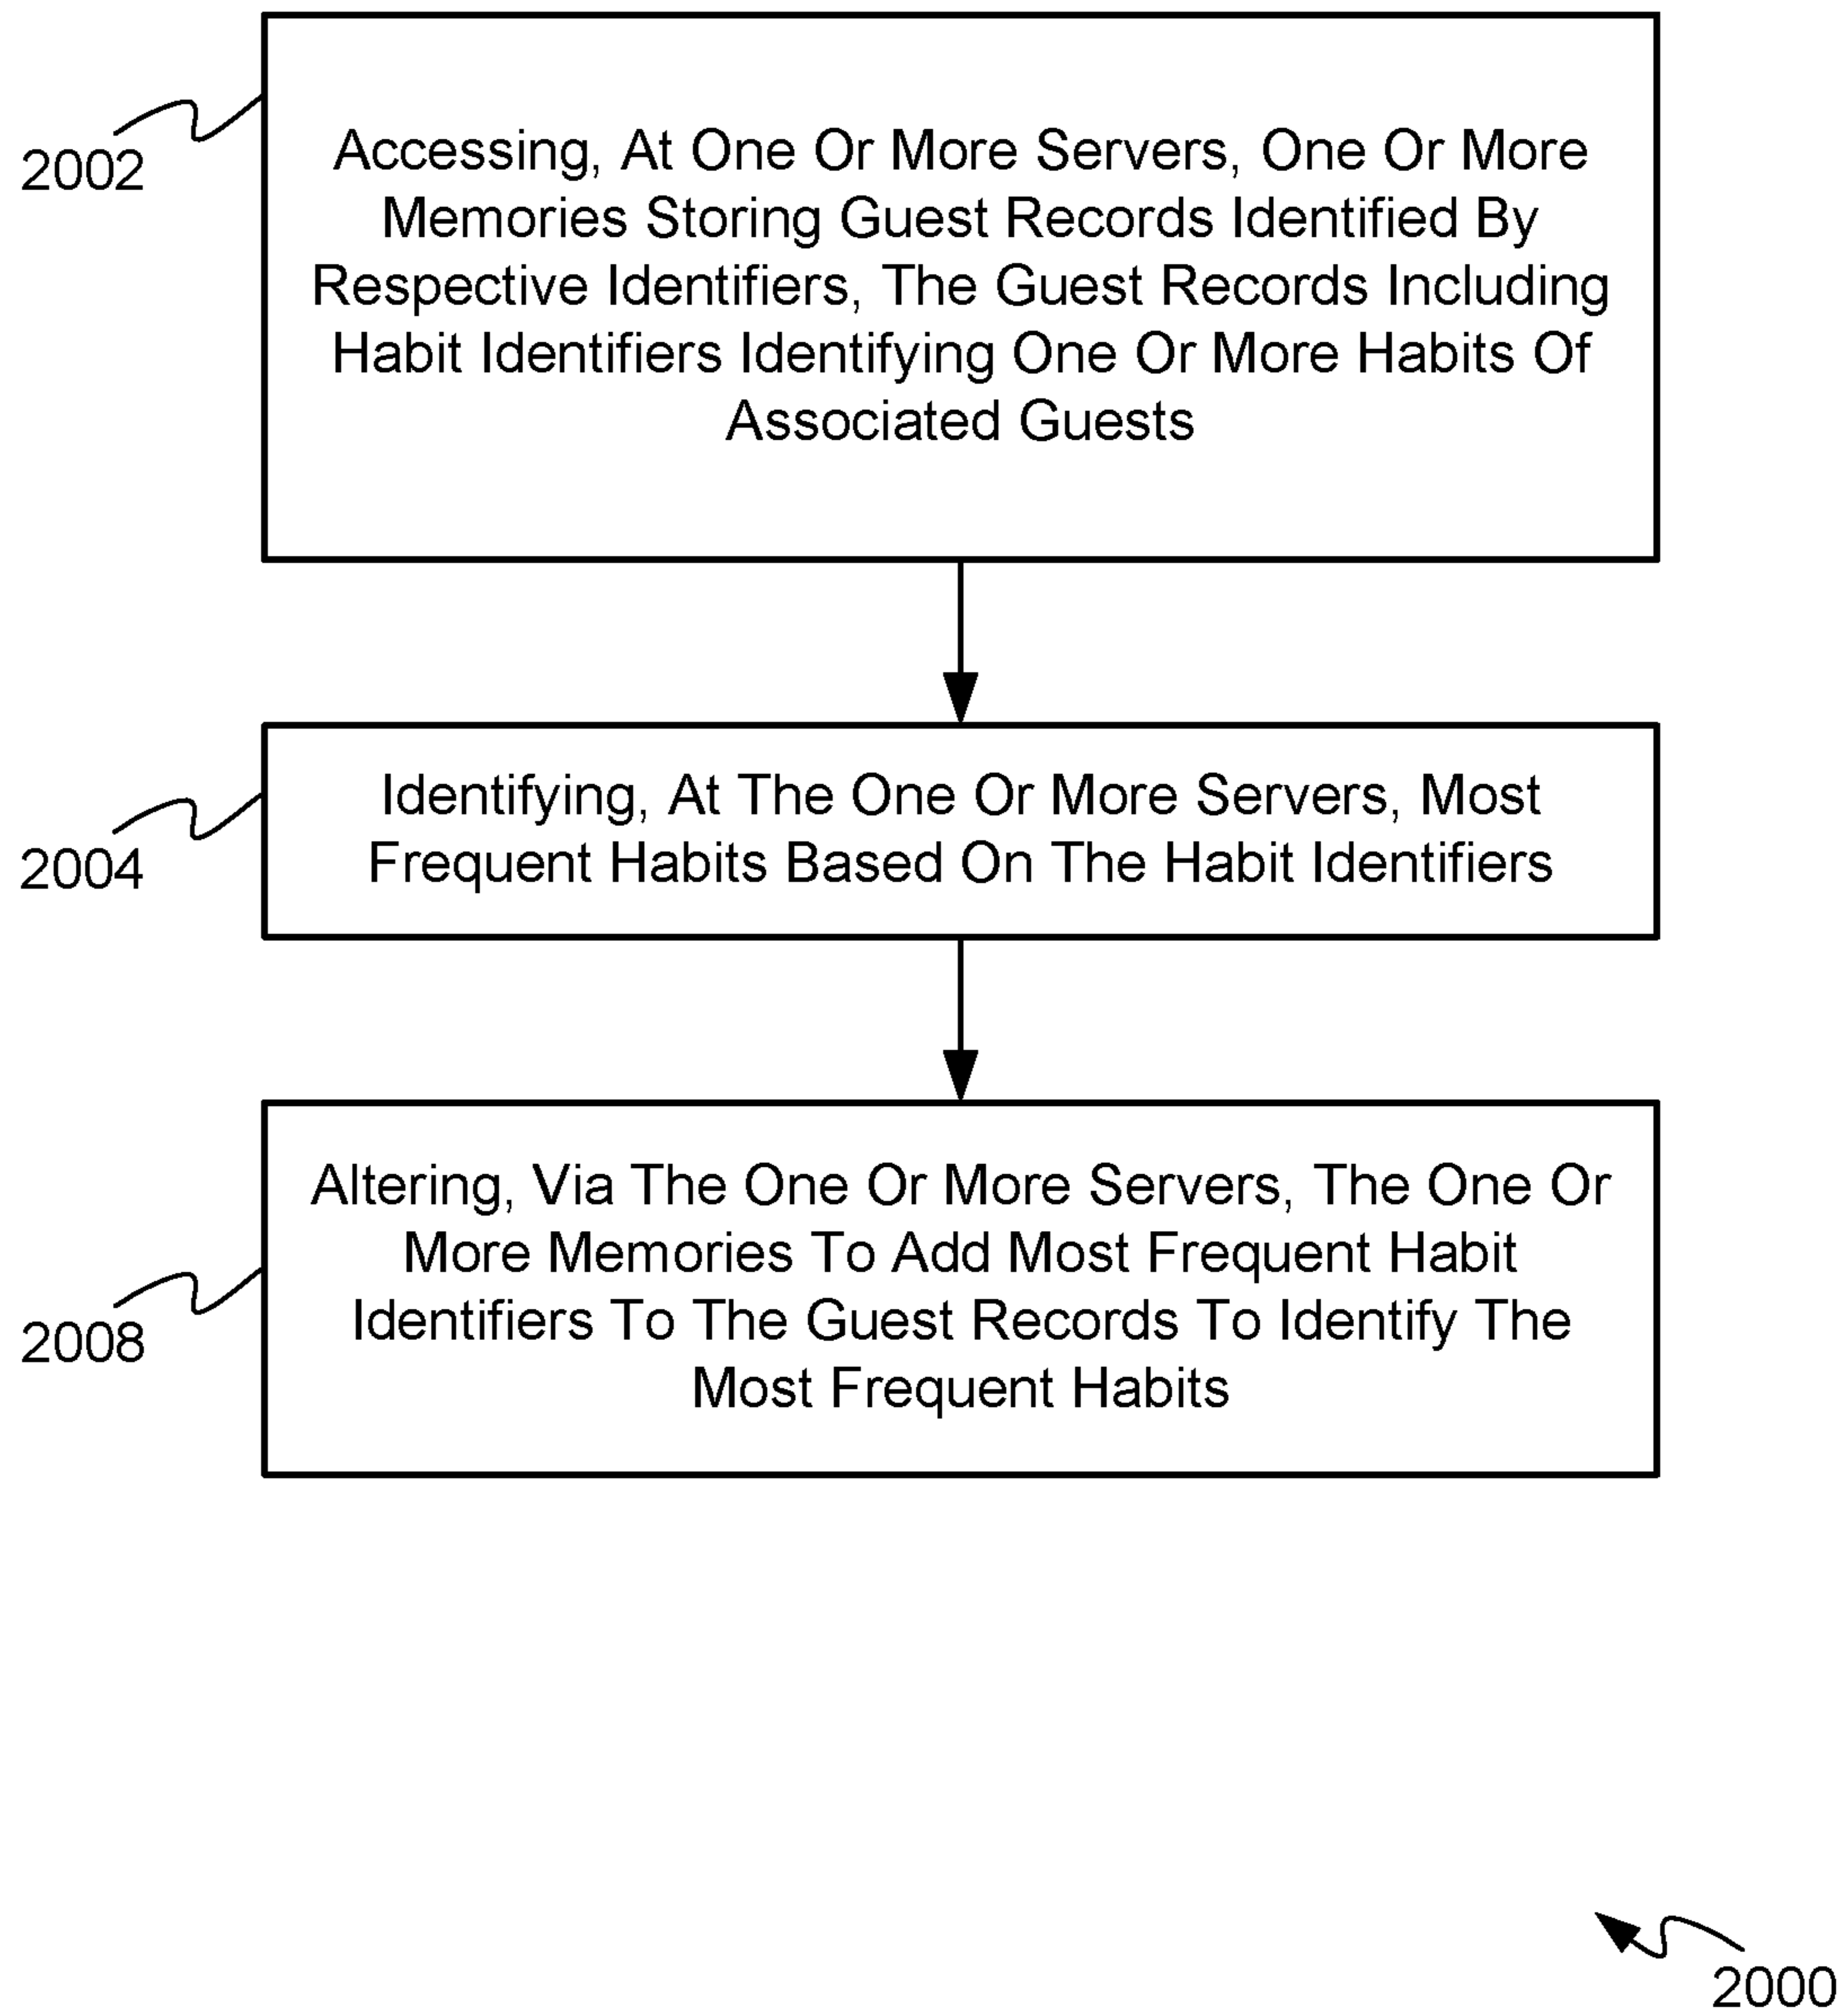 2002
Accessing, At One Or More Servers, One Or More
Memories Storing Guest Records Identified By
Respective Identifiers, The Guest Records Including
Habit Identifiers Identifying One Or More Habits Of
Associated Guests
2004
Identifying, At The One Or More Servers, Most
Frequent Habits Based On The Habit Identifiers
2008
Altering, Via The One Or More Servers, The One Or
More Memories To Add Most Frequent Habit
Identifiers To The Guest Records To Identify The
Most Frequent Habits
2000